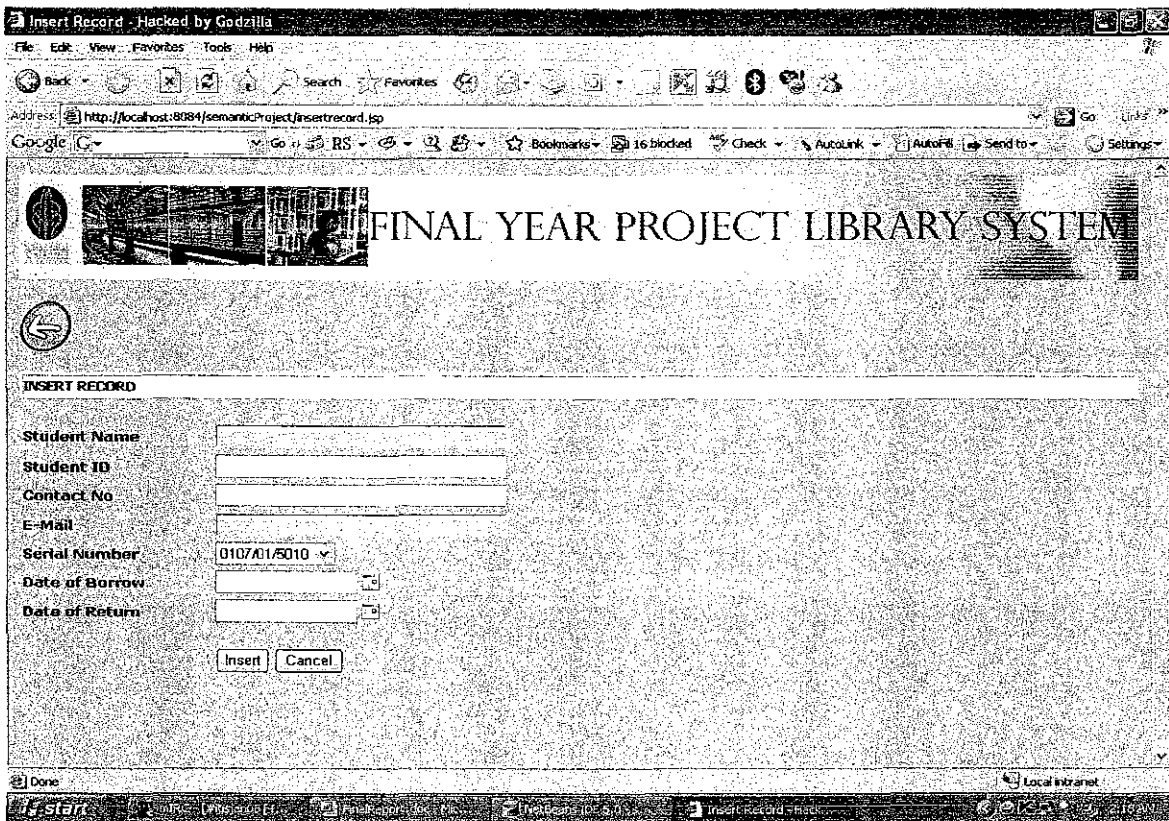 Insert Record - Hacked by Godzilla
File Edit View Favorites Tools Help
Back Search Favorites
Address http://localhost:8084/semanticProject/insertrecord.jsp Go Links
Google Go RS Bookmarks 16 blocked Check AutoLink AutoFill Send to Settings
FINAL YEAR PROJECT LIBRARY SYSTEM
INSERT RECORD
Student Name
Student ID
Contact No
E-Mail
Serial Number 0107/01/5010
Date of Borrow
Date of Return
Insert Cancel
Done Local intranet
start